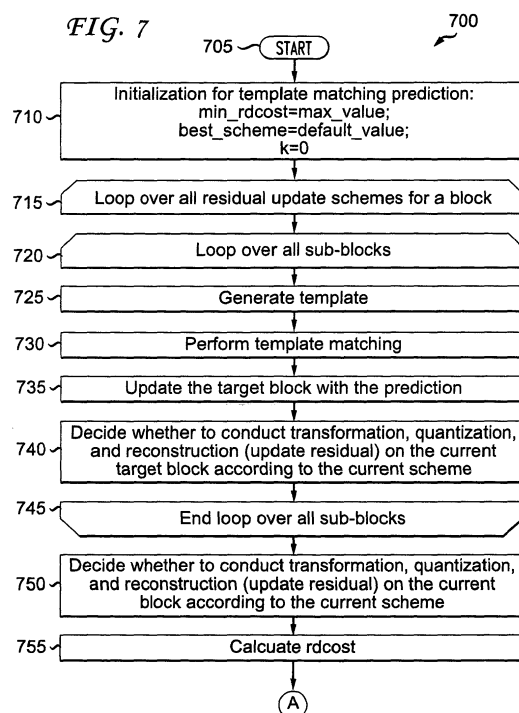 FIG. 7
700
705
START
710
Initialization for template matching prediction:
min_rdcost=max_value;
best_scheme=default_value;
k=0
715
Loop over all residual update schemes for a block
720
Loop over all sub-blocks
725
Generate template
730
Perform template matching
735
Update the target block with the prediction
740
Decide whether to conduct transformation, quantization,
and reconstruction (update residual) on the current
target block according to the current scheme
745
End loop over all sub-blocks
750
Decide whether to conduct transformation, quantization,
and reconstruction (update residual) on the current
block according to the current scheme
755
Calcuate rdcost
A